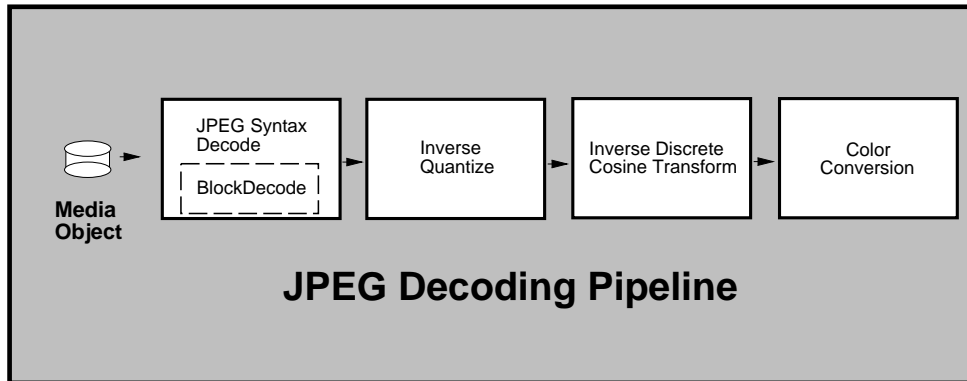 Media
Object
JPEG Syntax
Decode
BlockDecode
Inverse
Quantize
Inverse Discrete
Cosine Transform
Color
Conversion
JPEG Decoding Pipeline